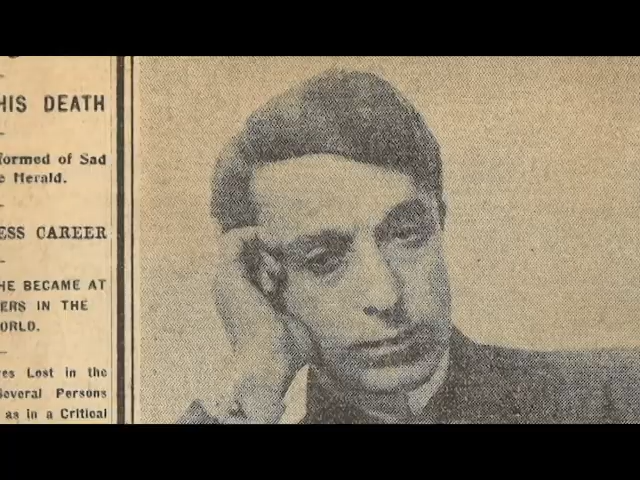 HIS DEATH
formed of Sad
e Herald.
ESS CAREER
HE BECAME AT
ERS IN THE
ORLD.
es Lost in the
Several Persons
as in a Critical